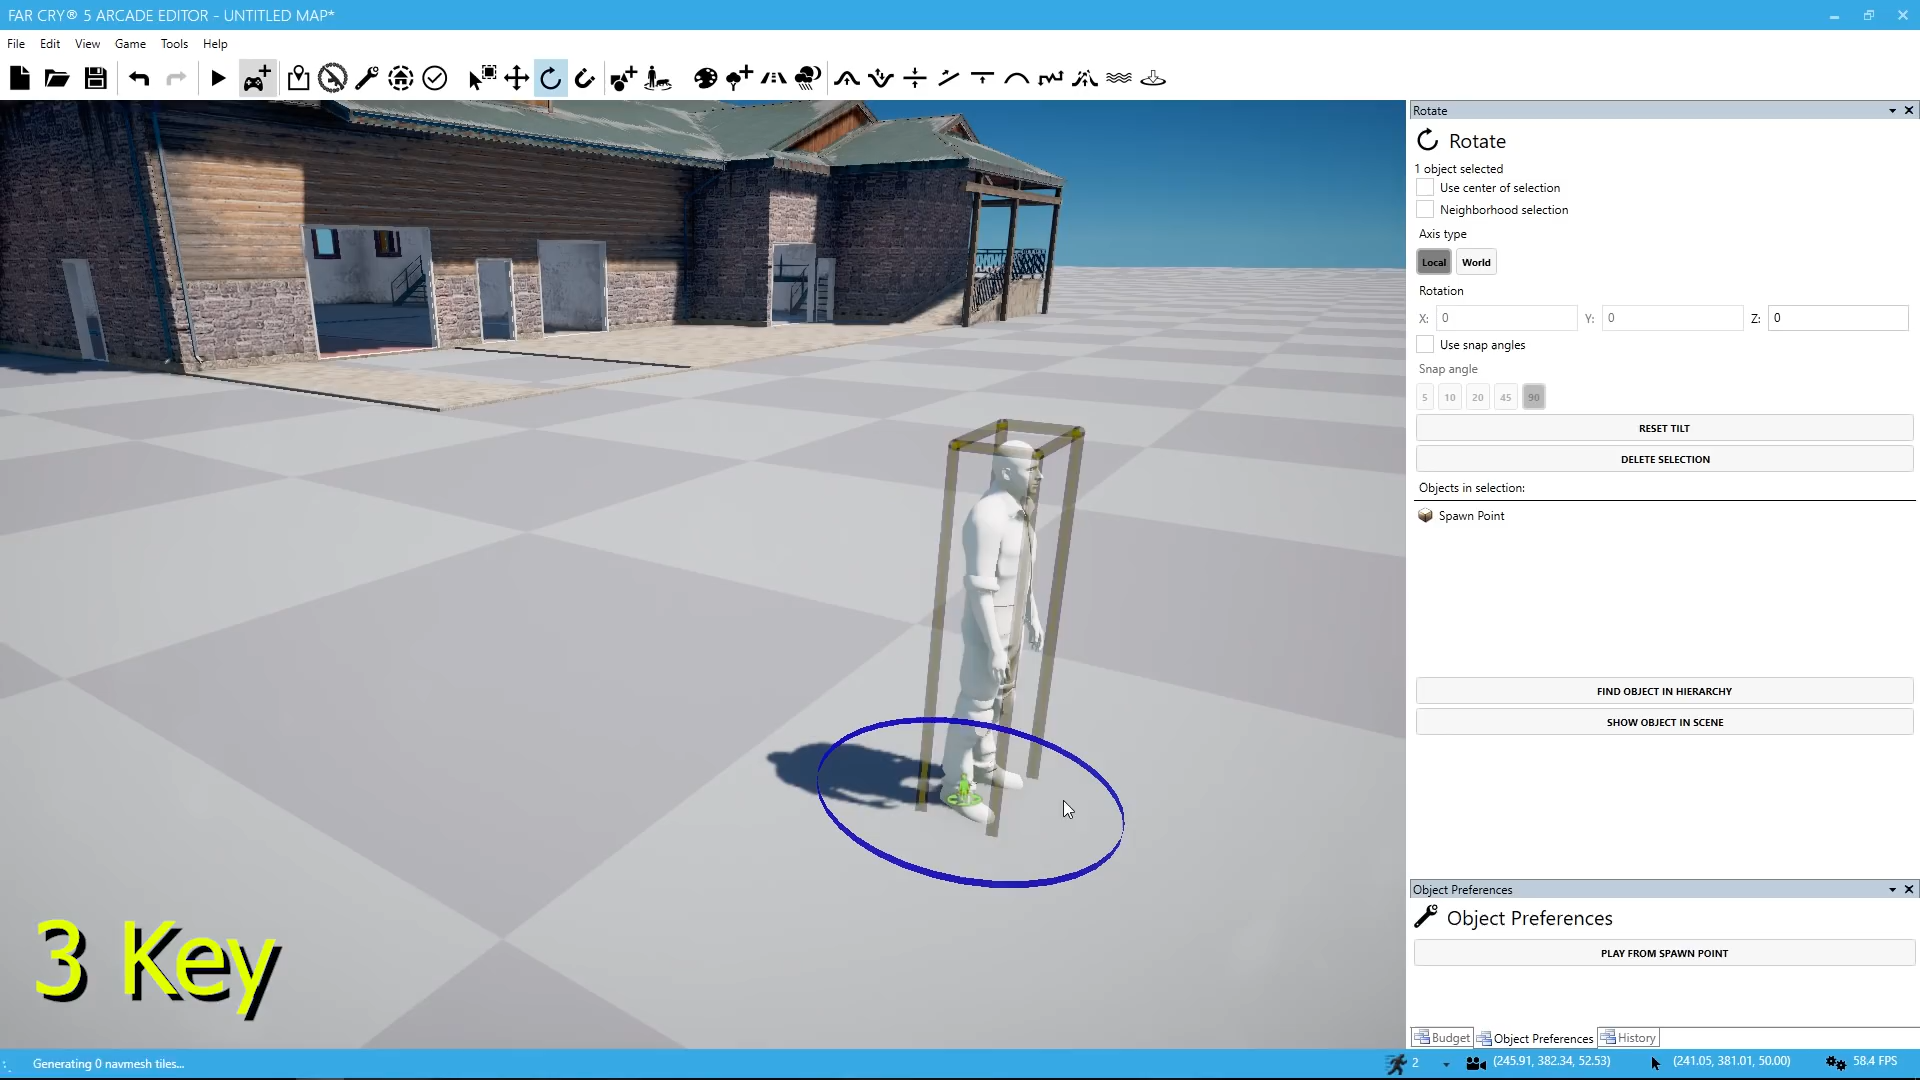 FAR CRY® 5 ARCADE EDITOR - UNTITLED MAP*
File Edit View Game Tools Help
Rotate
Rotate
1 object selected
Use center of selection
Neighborhood selection
Axis type
Local World
Rotation
X: 0 Y: 0 Z: 0
Use snap angles
Snap angle
5 10 20 45 90
RESET TILT
DELETE SELECTION
Objects in selection:
Spawn Point
FIND OBJECT IN HIERARCHY
SHOW OBJECT IN SCENE
Object Preferences
Object Preferences
PLAY FROM SPAWN POINT
3 Key
Budget Object Preferences History
Generating 0 navmesh tiles... 2 (245.91, 382.34, 52.53) (241.05, 381.01, 50.00) 58.4 FPS